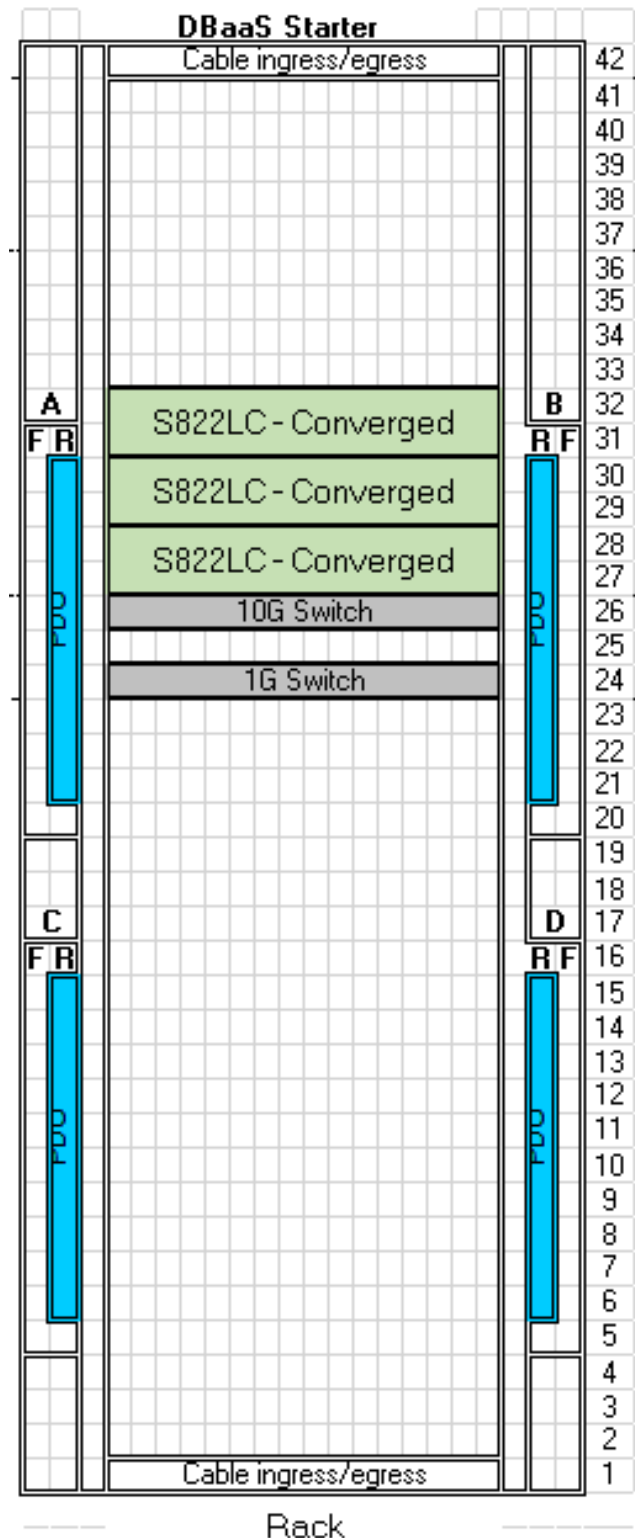 DBaaS Starter
Cable ingress/egress 42
41
40
39
38
37
36
35
34
33
A B 32
S822LC - Converged
F R R F 31
30
S822LC - Converged
29
28
S822LC - Converged
27
PDU 10G Switch PDU 26
25
1G Switch 24
23
22
21
20
19
18
C D 17
F R R F 16
15
14
13
12
PDU PDU 11
10
9
8
7
6
5
4
3
2
Cable ingress/egress 1
Rack